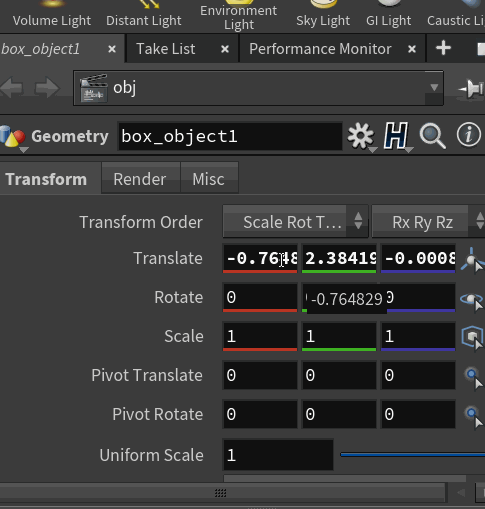 Volume Light Distant Light Environment Light Sky Light GI Light Caustic Li
box_object1 × Take List × Performance Monitor × +
obj
Geometry box_object1 H
Transform Render Misc
Transform Order Scale Rot T... Rx Ry Rz
Translate -0.7648 2.38419 -0.0008
Rotate 0 -0.764829 0
Scale 1 1 1
Pivot Translate 0 0 0
Pivot Rotate 0 0 0
Uniform Scale 1